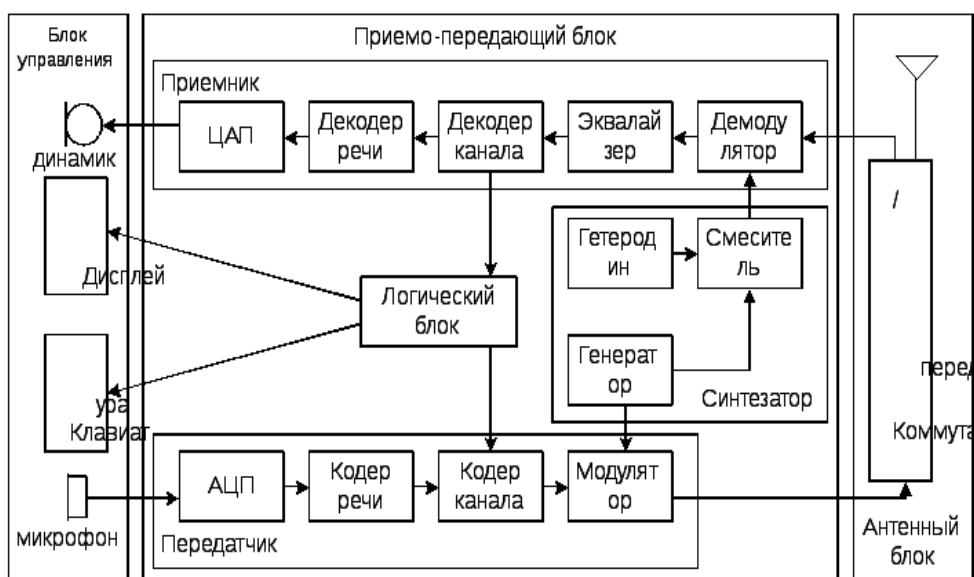 Блок
управления
Приемо-передающий блок
Приемник
ЦАП
Декодер
речи
Декодер
канала
Эквалай
зер
Демоду
лятор
динамик
/
Гетерод
ин
Смесите
ль
Дисплей
Логический
блок
Генерат
ор
Синтезатор
перед
ура
Клавиат
Коммута
АЦП
Кодер
речи
Кодер
канала
Модулят
ор
микрофон
Передатчик
Антенный
блок